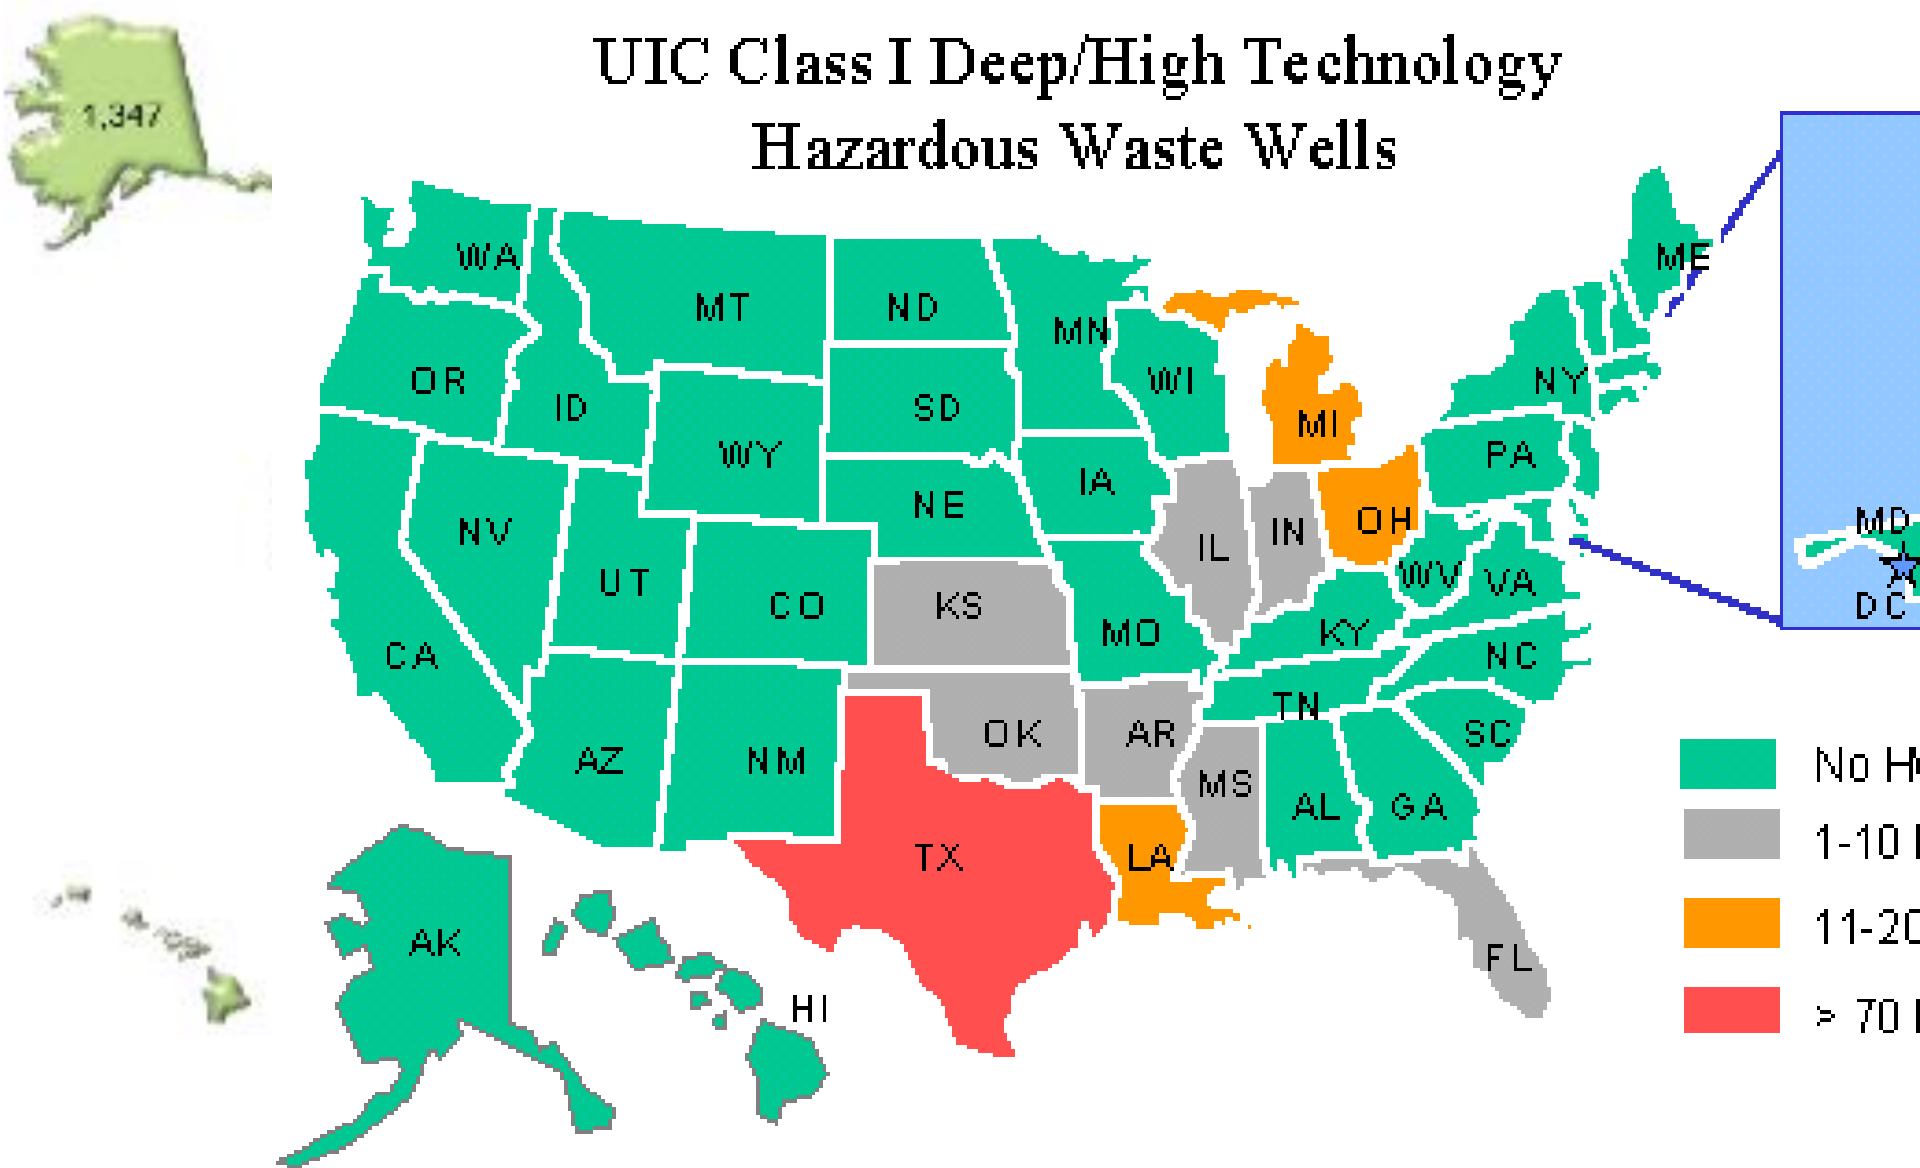 UIC Class I Deep/High Technology
Hazardous Waste Wells
1,347
WA
MT
ND
MN
ME
OR
ID
SD
WI
NY
WY
MI
PA
NV
NE
IA
IL
IN
OH
MD
UT
CO
KS
MO
WV
VA
DC
CA
KY
NC
AZ
NM
OK
AR
TN
SC
MS
AL
GA
TX
LA
FL
AK
HI
No H
1-10
11-20
> 70